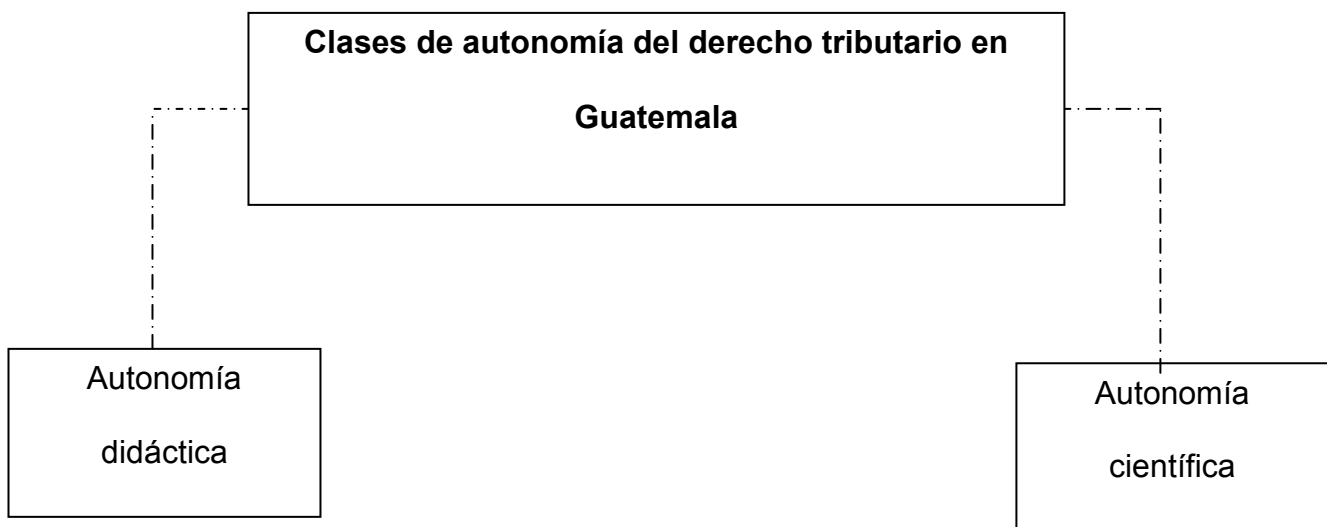 Clases de autonomía del derecho tributario en
Guatemala
Autonomía
didáctica
Autonomía
científica